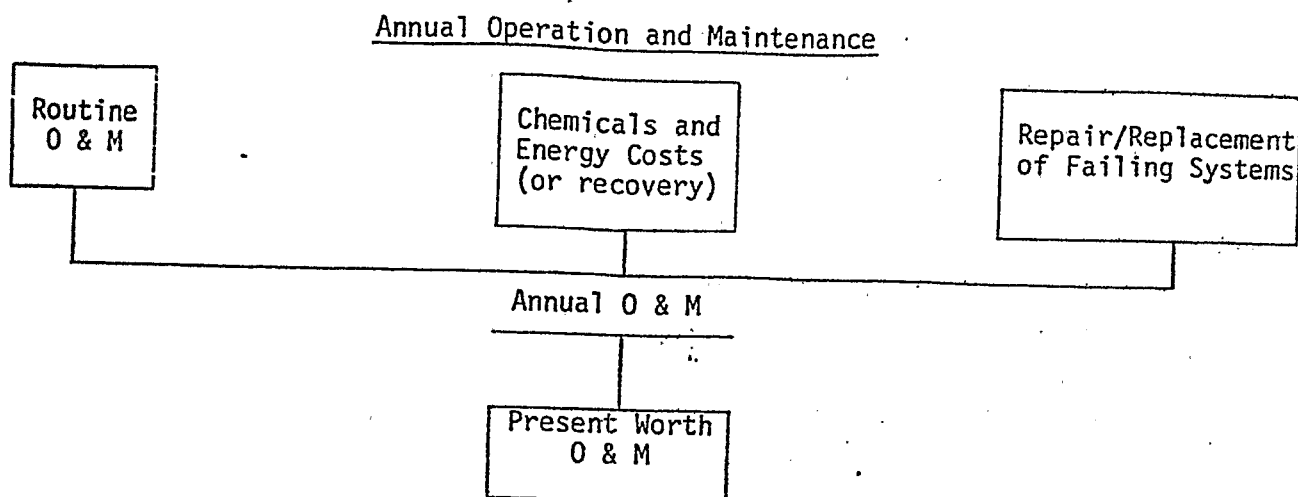 Annual Operation and Maintenance
Routine
O & M
Chemicals and
Energy Costs
(or recovery)
Repair/Replacement
of Failing Systems
Annual O & M
Present Worth
O & M